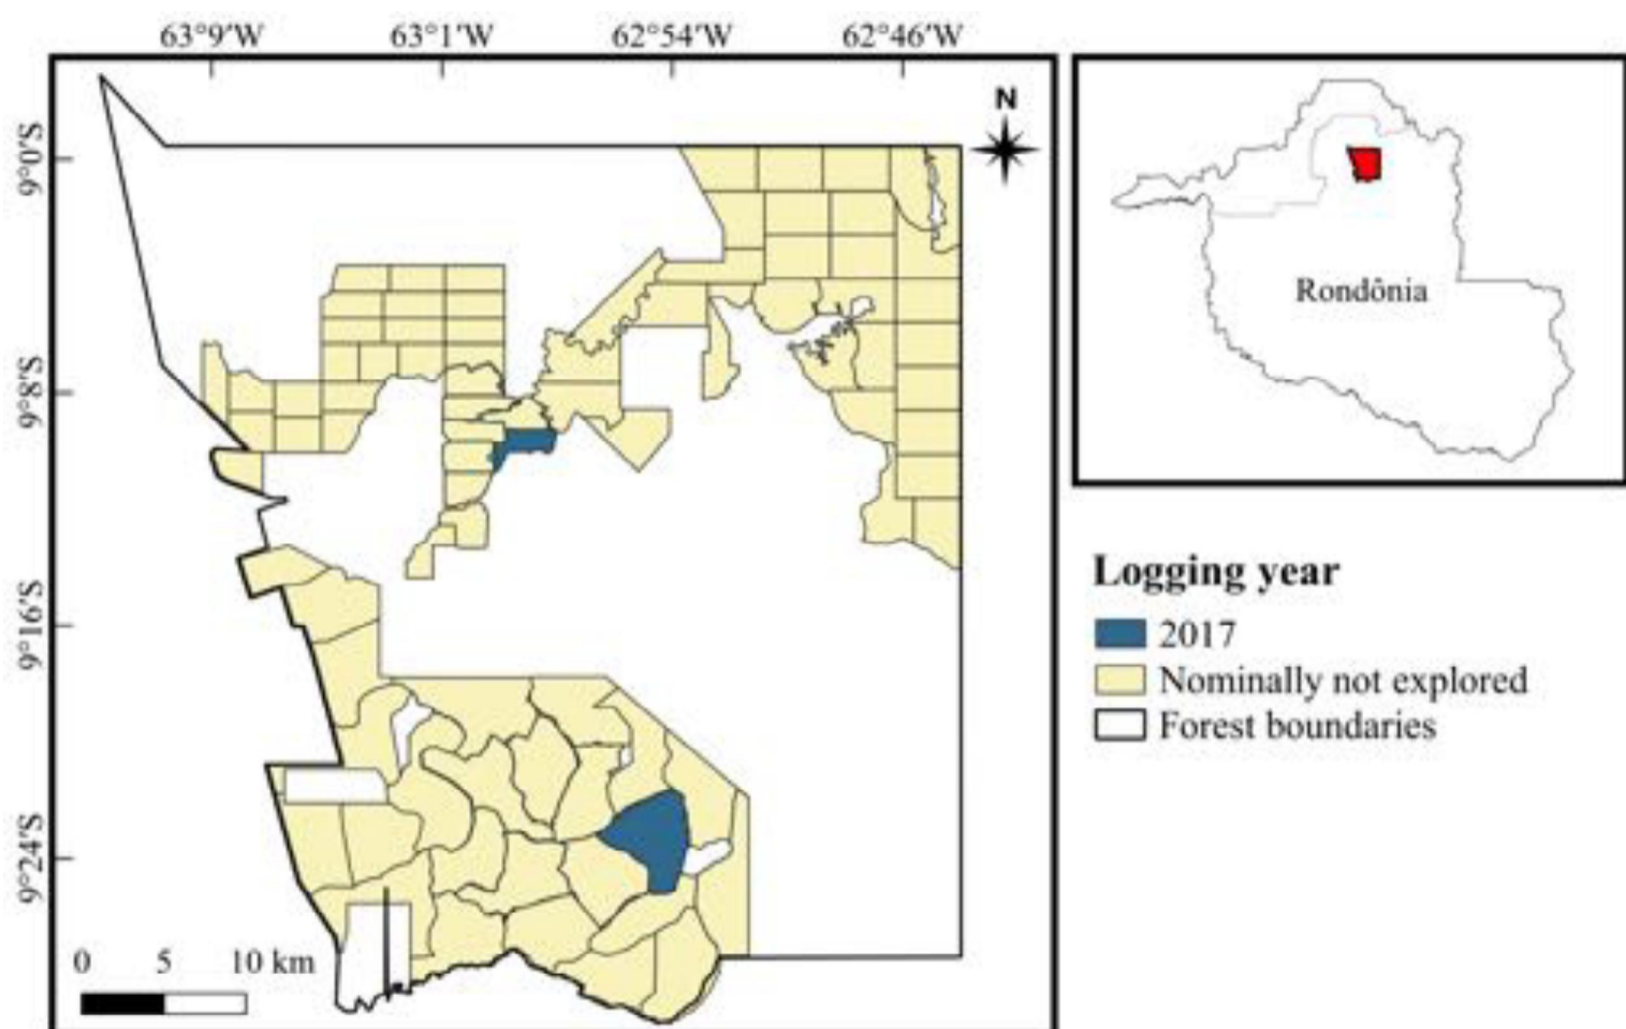 63°9'W 63°1'W 62°54'W 62°46'W
N
9°0'S
9°8'S
9°16'S
9°24'S
0 5 10 km
Rondônia
Logging year
2017
Nominally not explored
Forest boundaries